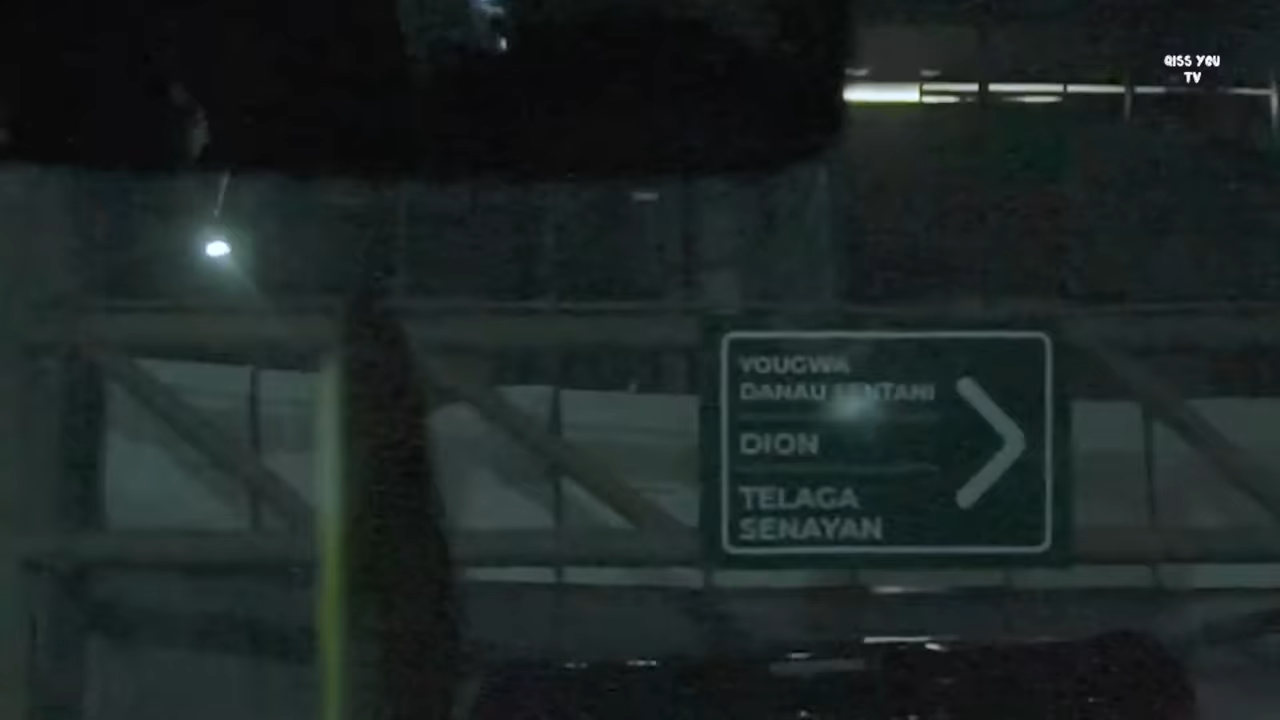 QISS YOU
TV
YOUGWA
DANAU SENTANI
DION
TELAGA
SENAYAN